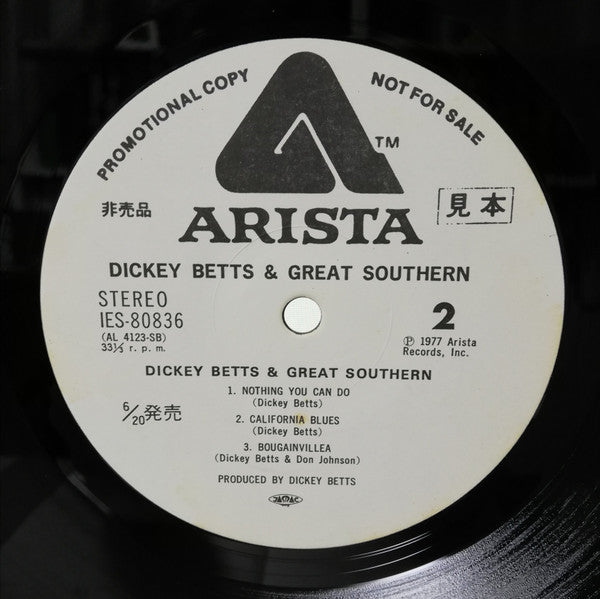 PROMOTIONAL COPY
NOT FOR SALE
TM
非売品
ARISTA
見本
DICKEY BETTS & GREAT SOUTHERN
STEREO
IES-80836
(AL 4123-SB)
33⅓ r. p. m.
2
Ⓟ 1977 Arista
Records, Inc.
DICKEY BETTS & GREAT SOUTHERN
1. NOTHING YOU CAN DO
(Dickey Betts)
2. CALIFORNIA BLUES
(Dickey Betts)
3. BOUGAINVILLEA
(Dickey Betts & Don Johnson)
6/20発売
PRODUCED BY DICKEY BETTS
JASRAC